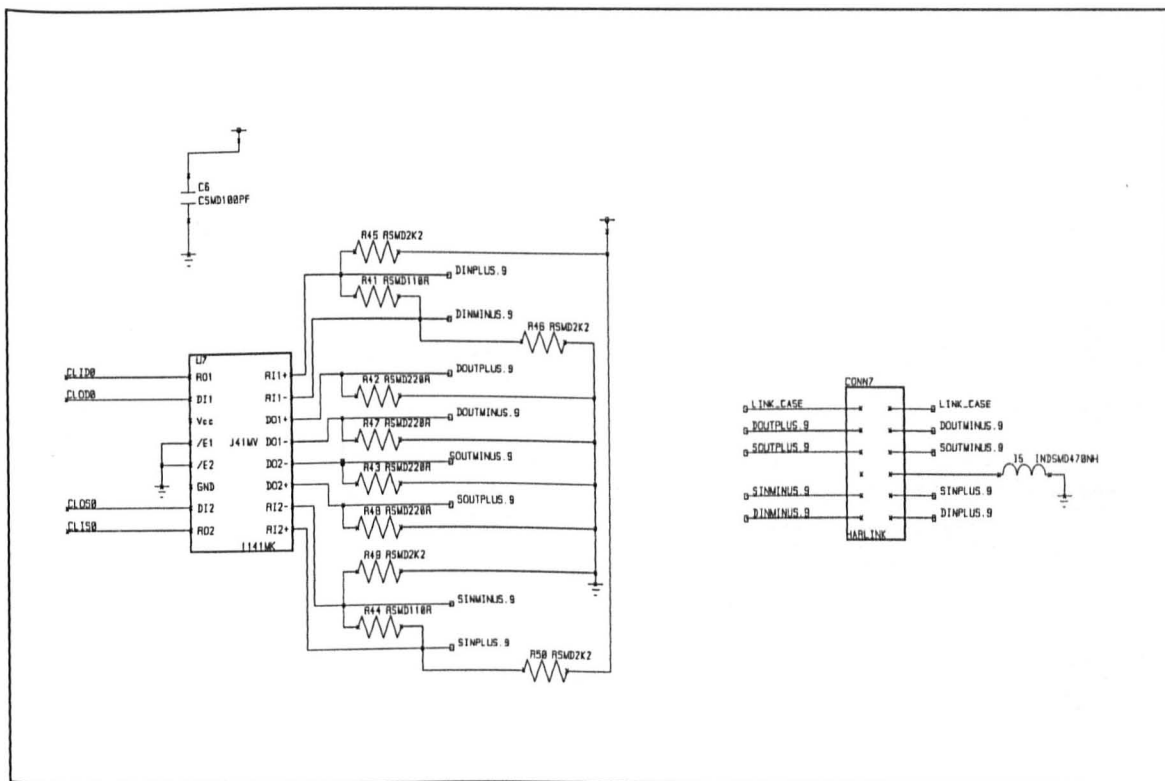 C6
CSMD100PF
R45 RSMD2K2
DINPLUS.9
R41 RSMD110R
DINMINUS.9
R46 RSMD2K2
U7
CLID0
RO1
RI1+
DOUTPLUS.9
R42 RSMD220R
CLOD0
DI1
RI1-
Vcc
DO1+
DOUTMINUS.9
R47 RSMD220R
/E1
J41MV
DO1-
/E2
DO2-
SOUTMINUS.9
R43 RSMD220R
GND
DO2+
SOUTPLUS.9
R48 RSMD220R
CLOS0
DI2
RI2-
CLIS0
RO2
RI2+
1141MK
R49 RSMD2K2
SINMINUS.9
R44 RSMD110R
SINPLUS.9
R50 RSMD2K2
CONN7
LINK_CASE
LINK_CASE
DOUTPLUS.9
DOUTMINUS.9
SOUTPLUS.9
SOUTMINUS.9
I5 INDSMD470NH
SINMINUS.9
SINPLUS.9
DINMINUS.9
DINPLUS.9
HARLINK